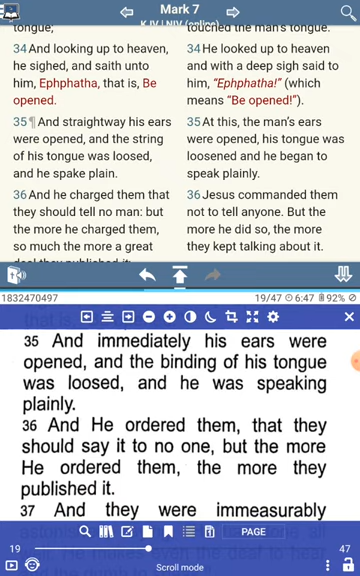 Mark 7
KJV | NIV (online)
tongue;
34 And looking up to heaven,
he sighed, and saith unto
him, Ephphatha, that is, Be
opened.
35 ¶ And straightway his ears
were opened, and the string
of his tongue was loosed,
and he spake plain.
36 And he charged them that
they should tell no man: but
the more he charged them,
so much the more a great
deal they published it;
touched the man's tongue.
34 He looked up to heaven
and with a deep sigh said to
him, "Ephphatha!" (which
means "Be opened!").
35 At this, the man's ears
were opened, his tongue was
loosened and he began to
speak plainly.
36 Jesus commanded them
not to tell anyone. But the
more he did so, the more
they kept talking about it.
1832470497
19/47 6:47 92%
35 And immediately his ears were
opened, and the binding of his tongue
was loosed, and he was speaking
plainly.
36 And He ordered them, that they
should say it to no one, but the more
He ordered them, the more they
published it.
37 And they were immeasurably
PAGE
19
47
Scroll mode